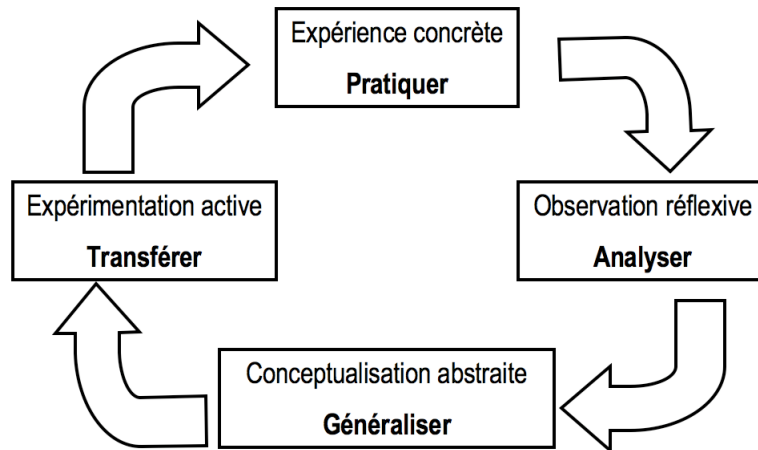 Expérience concrète
Pratiquer
Expérimentation active
Transférer
Observation réflexive
Analyser
Conceptualisation abstraite
Généraliser